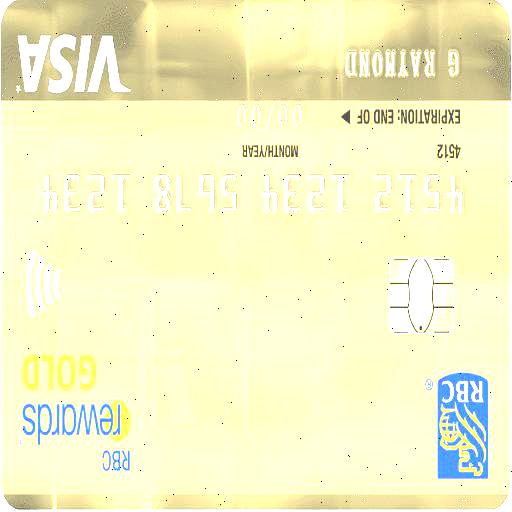 RBC
rewards
GOLD
RBC®
4512 1234 5678 1234
4512
MONTH/YEAR
EXPIRATION: END OF ▶ 00/00
G RAYMOND
VISA